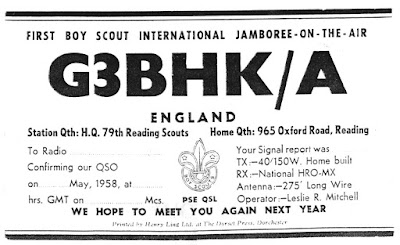 FIRST BOY SCOUT INTERNATIONAL JAMBOREE-ON-THE-AIR
G3BHK/A
ENGLAND
Station Qth: H.Q. 79th Reading Scouts Home Qth: 965 Oxford Road, Reading
To Radio
Confirming our QSO
on May, 1958, at
hrs. GMT on Mcs.
PSE QSL
Your Signal report was
TX—40/150W. Home built
RX:—National HRO-MX
Antenna:—275' Long Wire
Operator:—Leslie R. Mitchell
WE HOPE TO MEET YOU AGAIN NEXT YEAR
Printed by Henry Ling Ltd., at The Dorset Press, Dorchester